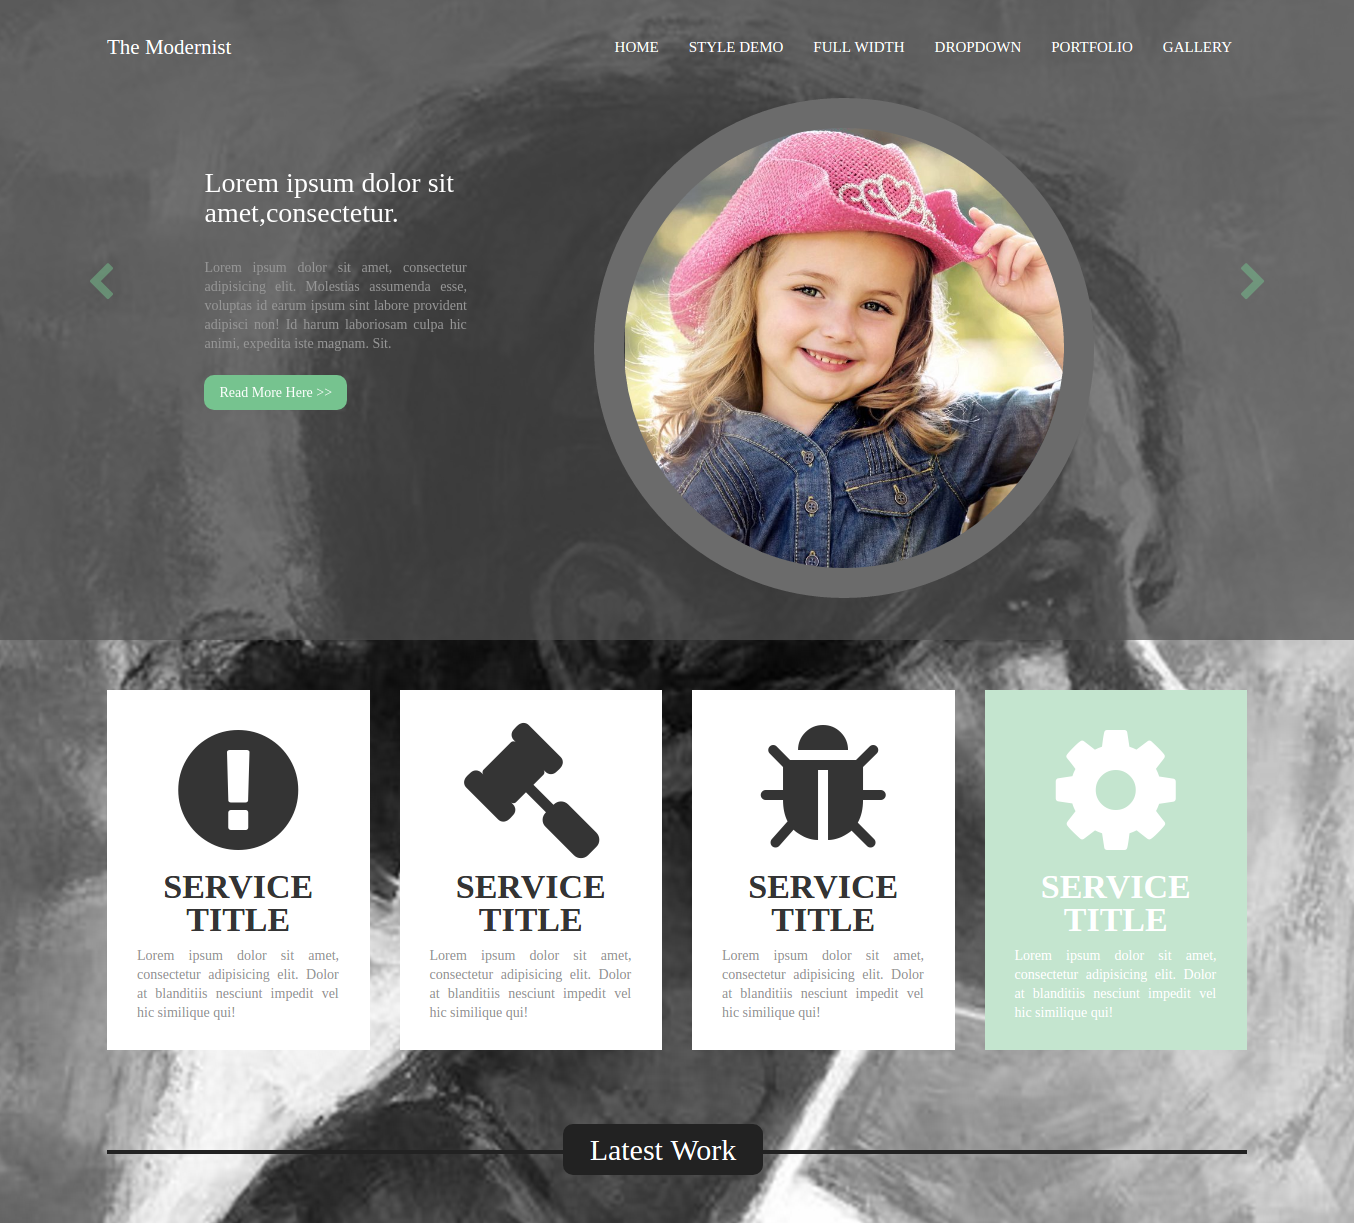 The Modernist
HOME STYLE DEMO FULL WIDTH DROPDOWN PORTFOLIO GALLERY
Lorem ipsum dolor sit
amet,consectetur.
Lorem ipsum dolor sit amet, consectetur
adipisicing elit. Molestias assumenda esse,
voluptas id earum ipsum sint labore provident
adipisci non! Id harum laboriosam culpa hic
animi, expedita iste magnam. Sit.
Read More Here >>
SERVICE
TITLE
Lorem ipsum dolor sit amet,
consectetur adipisicing elit. Dolor
at blanditiis nesciunt impedit vel
hic similique qui!
SERVICE
TITLE
Lorem ipsum dolor sit amet,
consectetur adipisicing elit. Dolor
at blanditiis nesciunt impedit vel
hic similique qui!
SERVICE
TITLE
Lorem ipsum dolor sit amet,
consectetur adipisicing elit. Dolor
at blanditiis nesciunt impedit vel
hic similique qui!
SERVICE
TITLE
Lorem ipsum dolor sit amet,
consectetur adipisicing elit. Dolor
at blanditiis nesciunt impedit vel
hic similique qui!
Latest Work